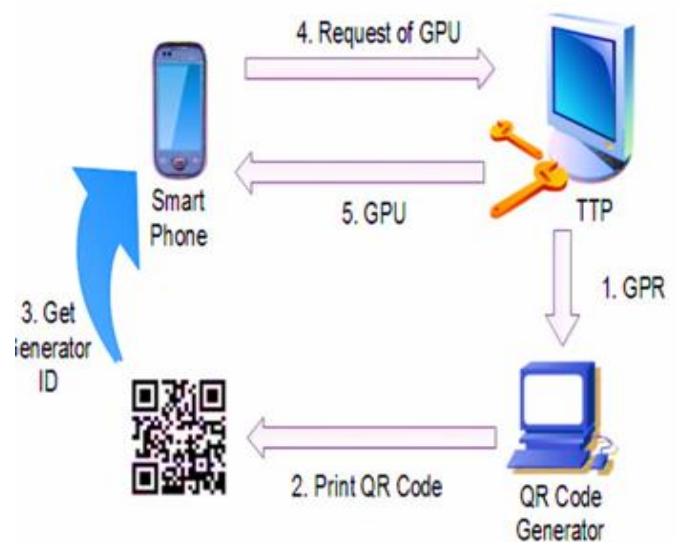 4. Request of GPU
Smart
Phone
5. GPU
TTP
1. GPR
3. Get
enerator
ID
2. Print QR Code
QR Code
Generator